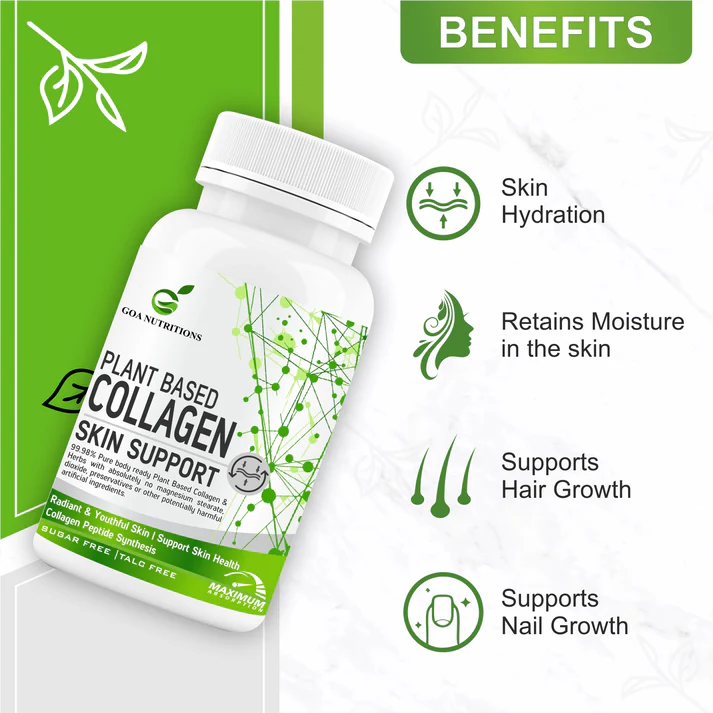 BENEFITS
Skin
Hydration
Retains Moisture
in the skin
Supports
Hair Growth
Supports
Nail Growth
GOA NUTRITIONS
PLANT BASED
COLLAGEN
SKIN SUPPORT
99.98% Pure body ready Plant Based Collagen &
Herbs with absolutely no magnesium stearate,
dioxide, preservatives or other potentially harmful
artificial ingredients.
Radiant & Youthful Skin | Support Skin Health
Collagen Peptide Synthesis
SUGAR FREE | TALC FREE
MAXIMUM
ABSORPTION